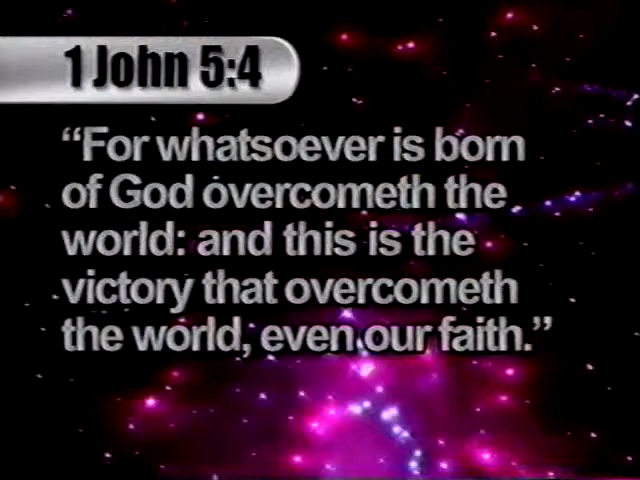 1 John 5:4
“For whatsoever is born
of God overcometh the
world: and this is the
victory that overcometh
the world, even our faith.”